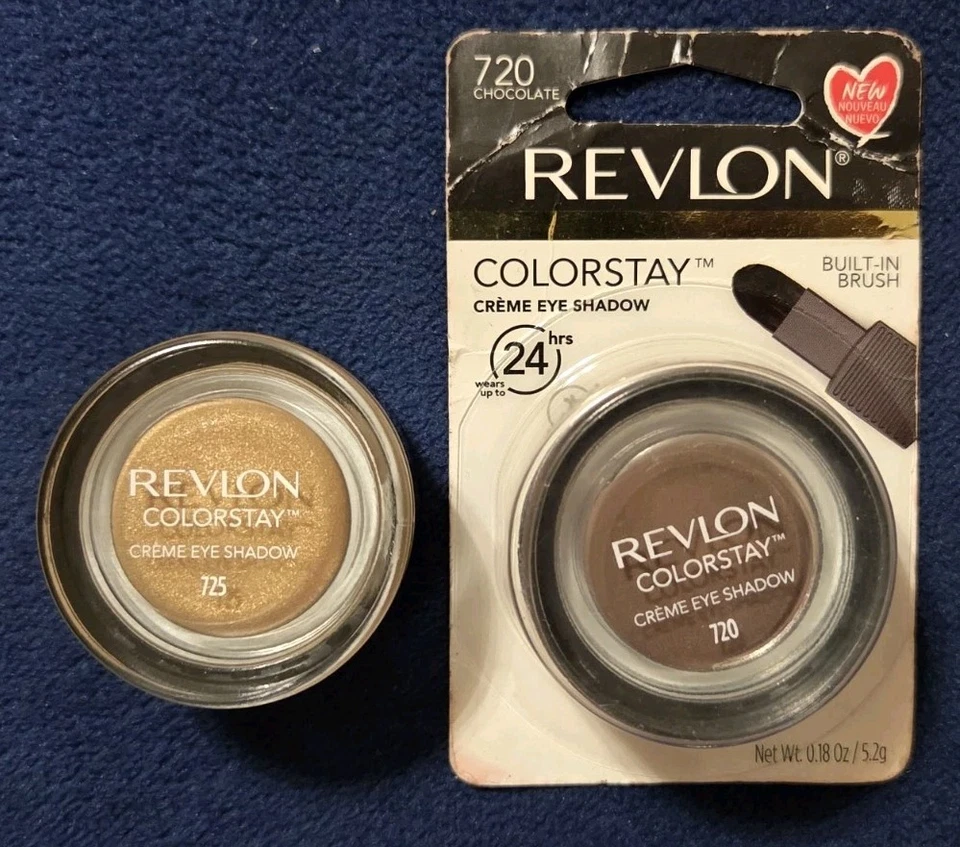 REVLON
COLORSTAY™
CRÈME EYE SHADOW
725
720
CHOCOLATE
NEW
NOUVEAU
NUEVO
REVLON®
COLORSTAY™
CRÈME EYE SHADOW
BUILT-IN
BRUSH
24 hrs
wears
up to
REVLON
COLORSTAY™
CRÈME EYE SHADOW
720
Net Wt. 0.18 Oz / 5.2g